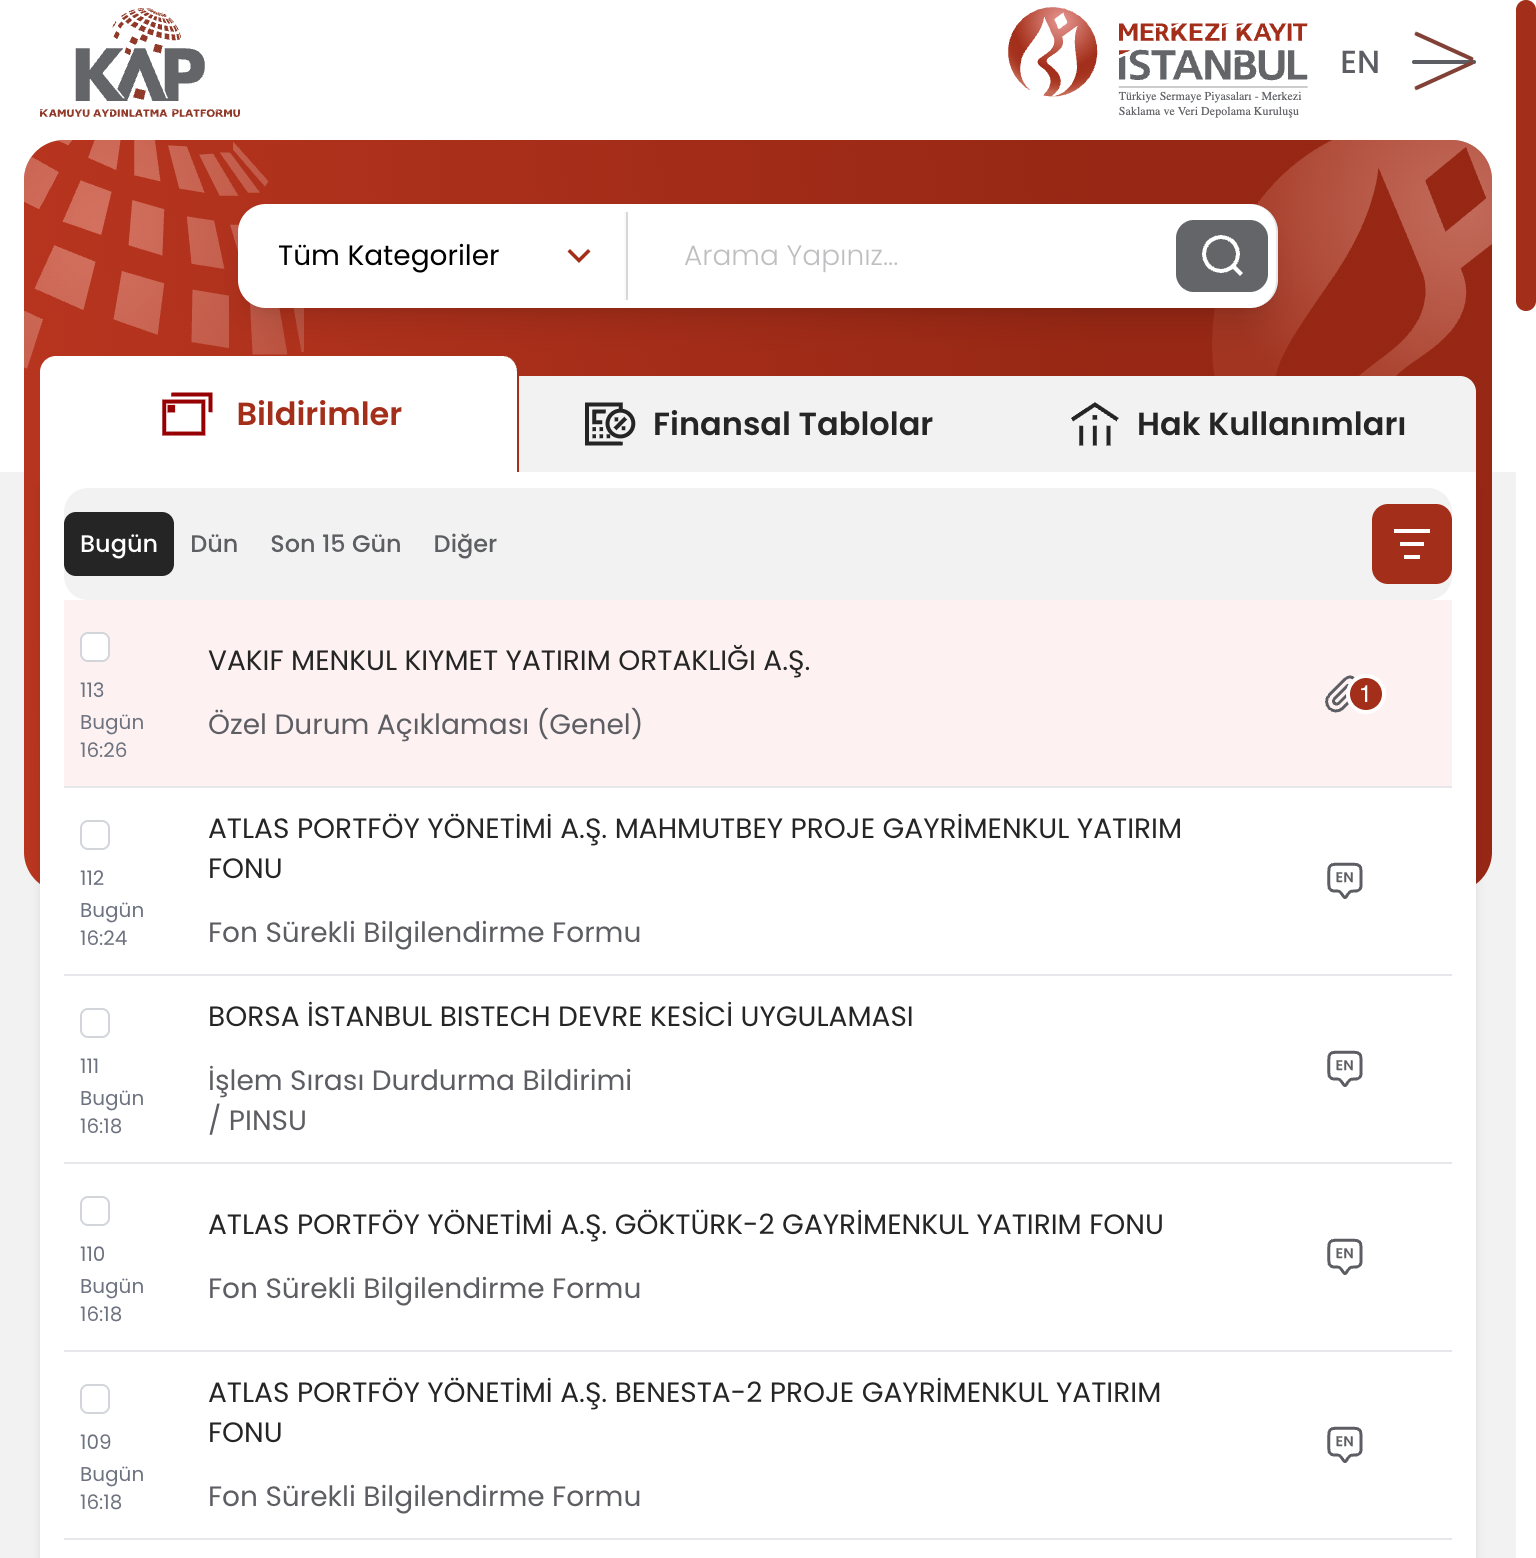 KAP
KAMUYU AYDINLATMA PLATFORMU
MERKEZİ KAYIT
İSTANBUL
Türkiye Sermaye Piyasaları - Merkezi
Saklama ve Veri Depolama Kuruluşu
EN
Tüm Kategoriler
Arama Yapınız...
Bildirimler
Finansal Tablolar
Hak Kullanımları
Bugün
Dün
Son 15 Gün
Diğer
113
Bugün
16:26
VAKIF MENKUL KIYMET YATIRIM ORTAKLIĞI A.Ş.
Özel Durum Açıklaması (Genel)
1
112
Bugün
16:24
ATLAS PORTFÖY YÖNETİMİ A.Ş. MAHMUTBEY PROJE GAYRİMENKUL YATIRIM
FONU
Fon Sürekli Bilgilendirme Formu
EN
111
Bugün
16:18
BORSA İSTANBUL BISTECH DEVRE KESİCİ UYGULAMASI
İşlem Sırası Durdurma Bildirimi
/ PINSU
EN
110
Bugün
16:18
ATLAS PORTFÖY YÖNETİMİ A.Ş. GÖKTÜRK-2 GAYRİMENKUL YATIRIM FONU
Fon Sürekli Bilgilendirme Formu
EN
109
Bugün
16:18
ATLAS PORTFÖY YÖNETİMİ A.Ş. BENESTA-2 PROJE GAYRİMENKUL YATIRIM
FONU
Fon Sürekli Bilgilendirme Formu
EN